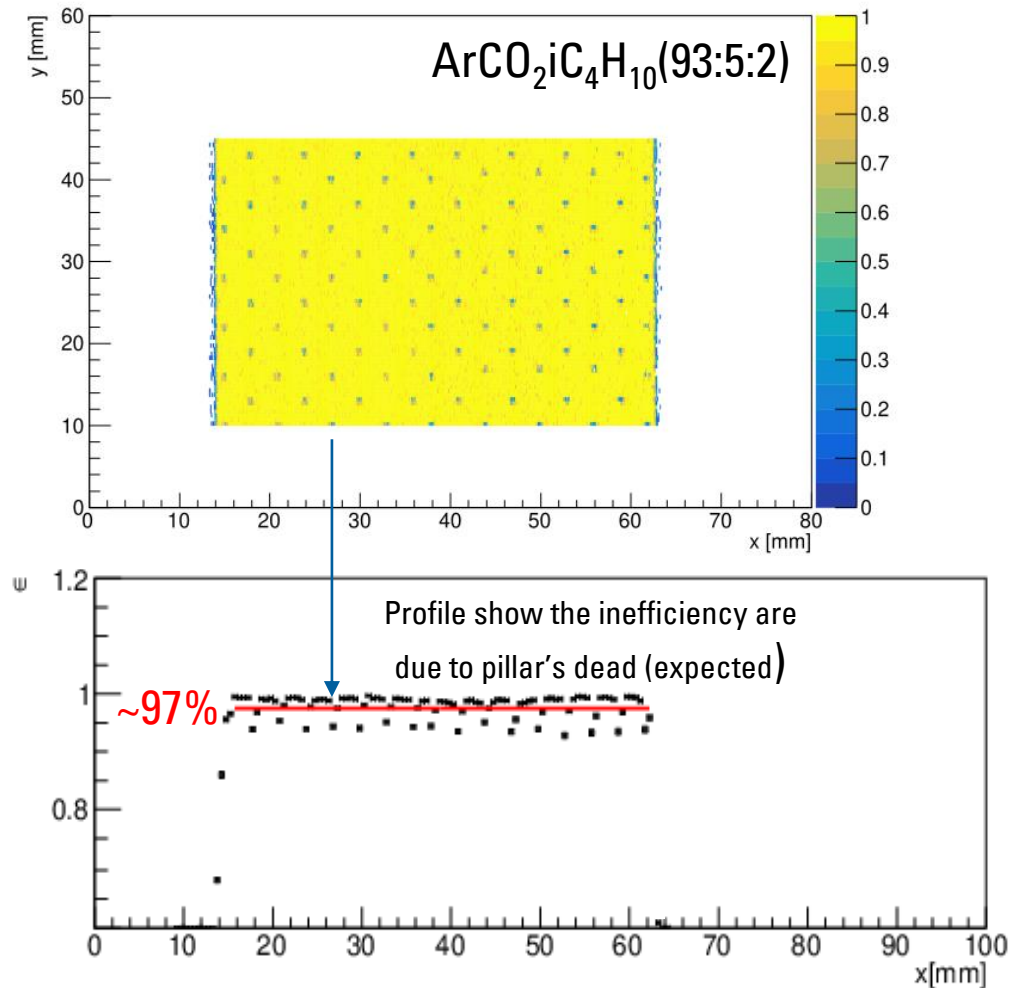 y [mm]
60
50
40
30
20
10
0
ArCO₂iC₄H₁₀(93:5:2)
1
0.9
0.8
0.7
0.6
0.5
0.4
0.3
0.2
0.1
0
0 10 20 30 40 50 60 70 80
x [mm]
ϵ
1.2
1
0.8
Profile show the inefficiency are
due to pillar’s dead (expected)
~97%
0 10 20 30 40 50 60 70 80 90 100
x[mm]